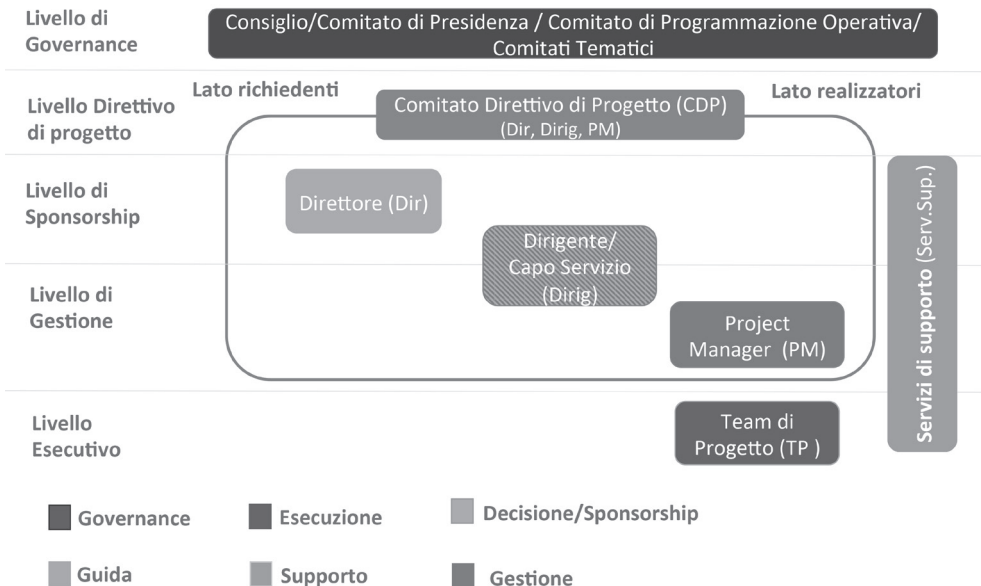 Livello di
Governance
Consiglio/Comitato di Presidenza / Comitato di Programmazione Operativa/
Comitati Tematici
Lato richiedenti
Lato realizzatori
Livello Direttivo
di progetto
Comitato Direttivo di Progetto (CDP)
(Dir, Dirig, PM)
Livello di
Sponsorship
Direttore (Dir)
Dirigente/
Capo Servizio
(Dirig)
Livello di
Gestione
Project
Manager (PM)
Servizi di supporto (Serv.Sup.)
Livello
Esecutivo
Team di
Progetto (TP )
Governance
Esecuzione
Decisione/Sponsorship
Guida
Supporto
Gestione